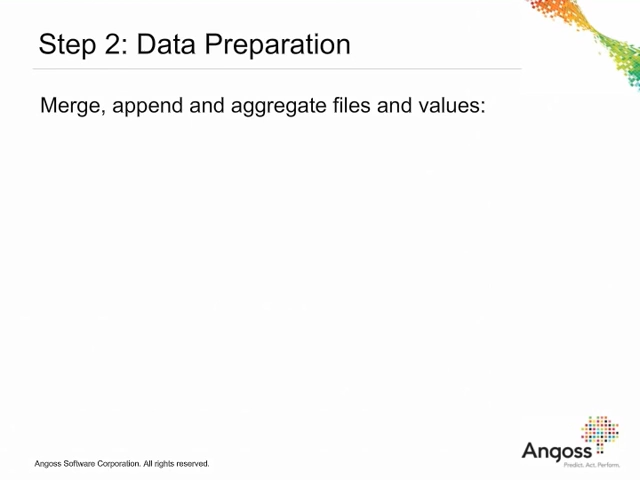 Step 2: Data Preparation
Merge, append and aggregate files and values:
Angoss
Predict. Act. Perform.
Angoss Software Corporation. All rights reserved.